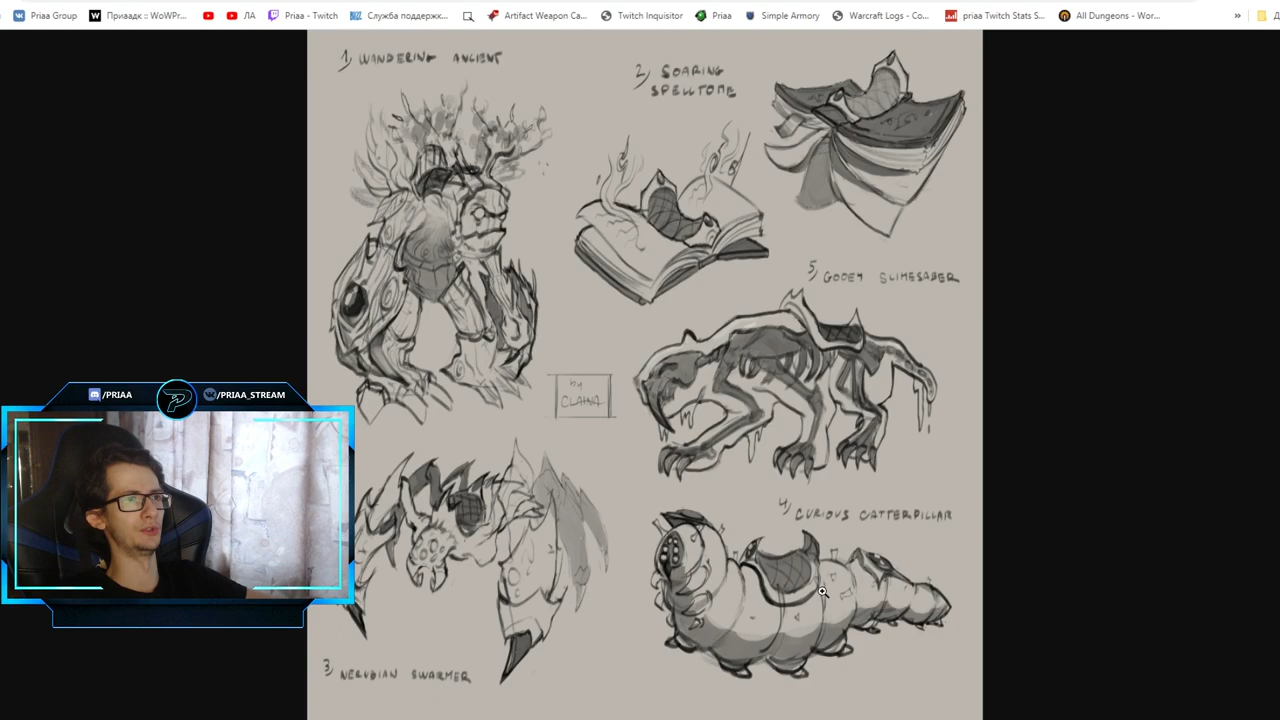 Priaa Group
Приаадк :: WoWPr...
ЛА
Priaa - Twitch
Служба поддержк...
Artifact Weapon Ca...
Twitch Inquisitor
Priaa
Simple Armory
Warcraft Logs - Co...
priaa Twitch Stats S...
All Dungeons - Wor...
»
1) WANDERING ANCIENT
2) SOARING
SPELLTOME
5) GOOEY SLIMESABER
by
CLAINA
/PRIAA
/PRIAA_STREAM
4) CURIOUS CATTERPILLAR
3) NERUBIAN SWARMER